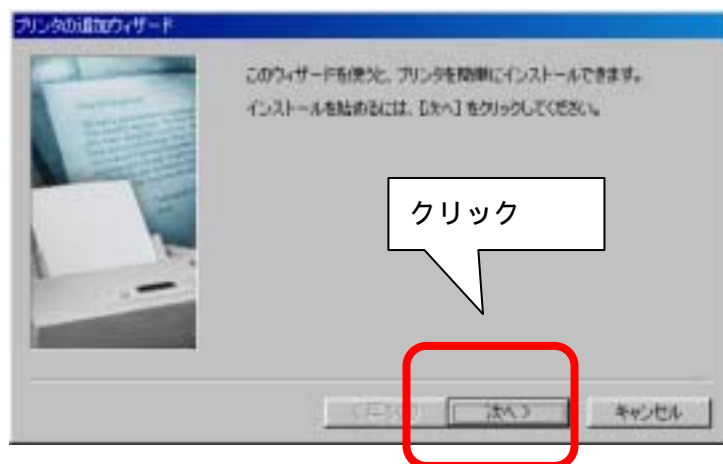 プリンタの追加ウィザード
このウィザードを使うと、プリンタを簡単にインストールできます。
インストールを始めるには、[次へ] をクリックしてください。
クリック
次へ >
キャンセル